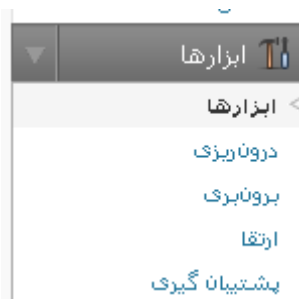 ابزارها
ابزارها
درون‌ریزی
برون‌بری
ارتقا
پشتیبان گیری